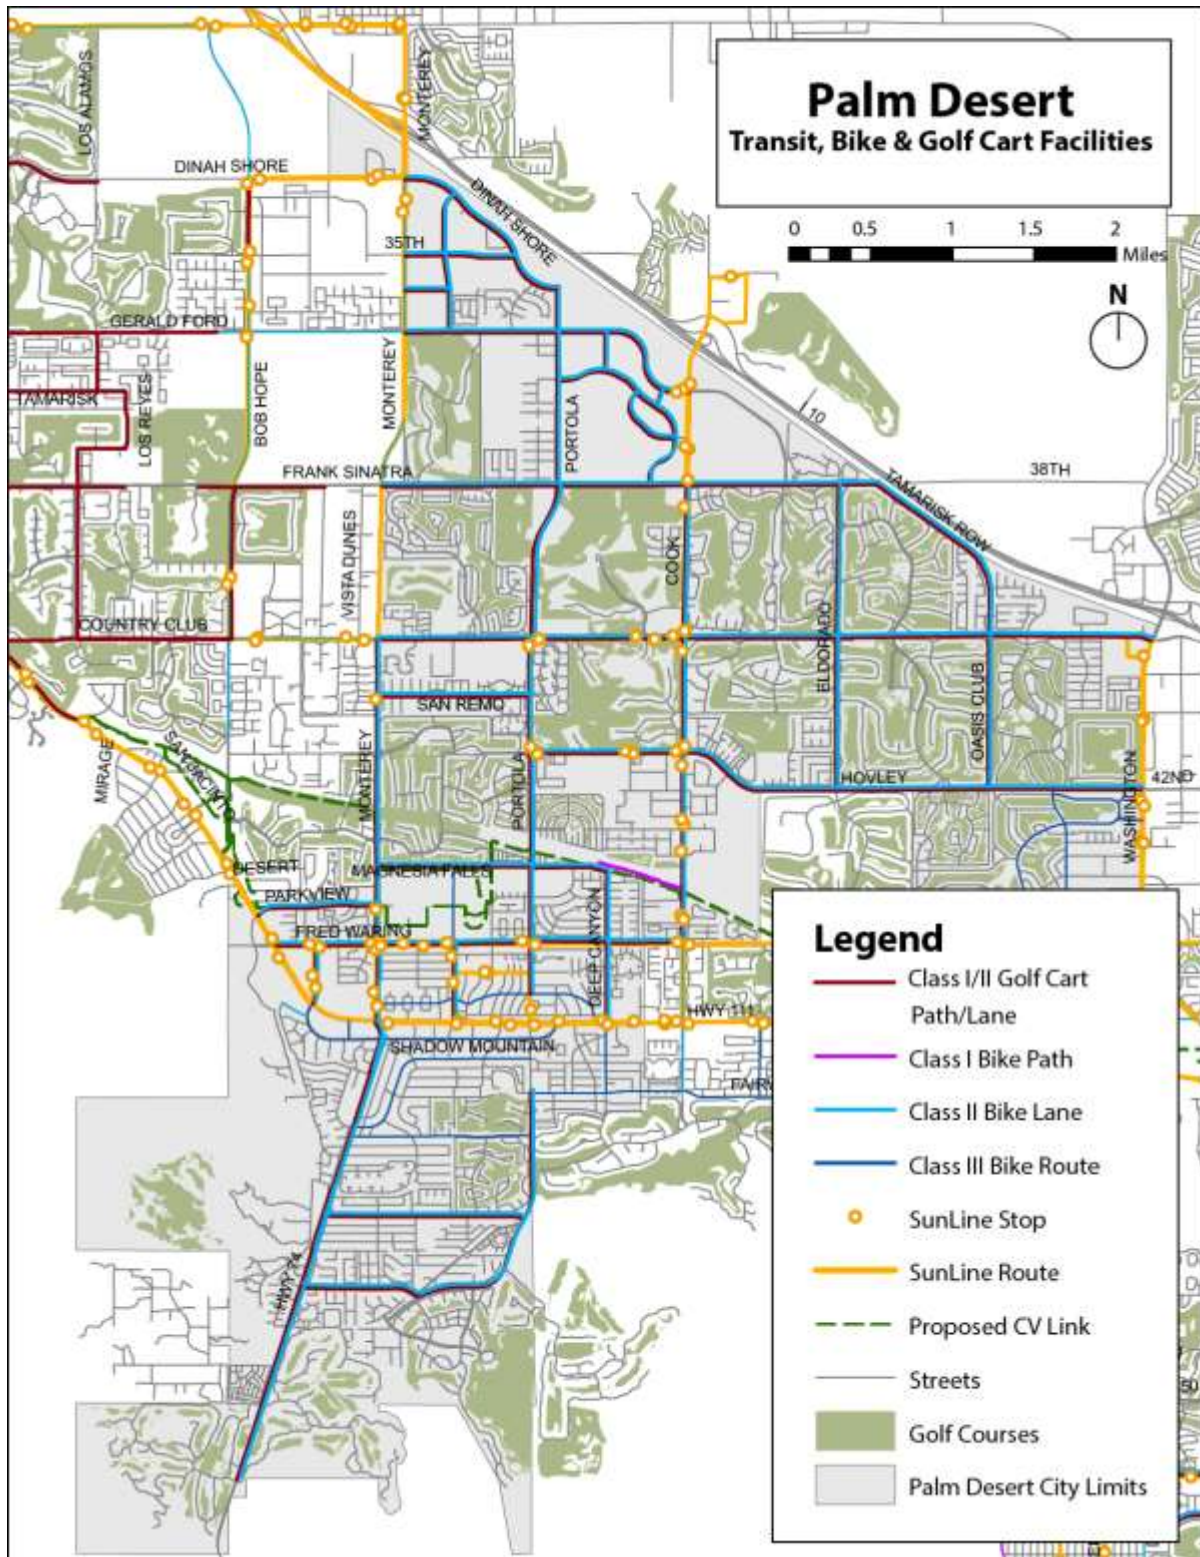 Palm Desert
Transit, Bike & Golf Cart Facilities
0 0.5 1 1.5 2
Miles
N
LOS ALAMOS
MONTEREY
DINAH SHORE
DINAH SHORE
35TH
GERALD FORD
BOB HOPE
MONTEREY
TAMARISK
LOS REYES
PORTOLA
10
FRANK SINATRA
38TH
TAMARISK ROW
VISTA DUNES
COOK
COUNTRY CLUB
ELDORADO
OASIS CLUB
SAN REMO
MIRAGE
SAN JACINTO
MONTEREY
PORTOLA
HOVLEY
42ND
WASHINGTON
DESERT
MAGNESIA FALLS
PARKVIEW
FRED WARING
DEEP CANYON
HWY 111
SHADOW MOUNTAIN
FAIRW
HWY 74
Legend
Class I/II Golf Cart
Path/Lane
Class I Bike Path
Class II Bike Lane
Class III Bike Route
SunLine Stop
SunLine Route
Proposed CV Link
Streets
Golf Courses
Palm Desert City Limits